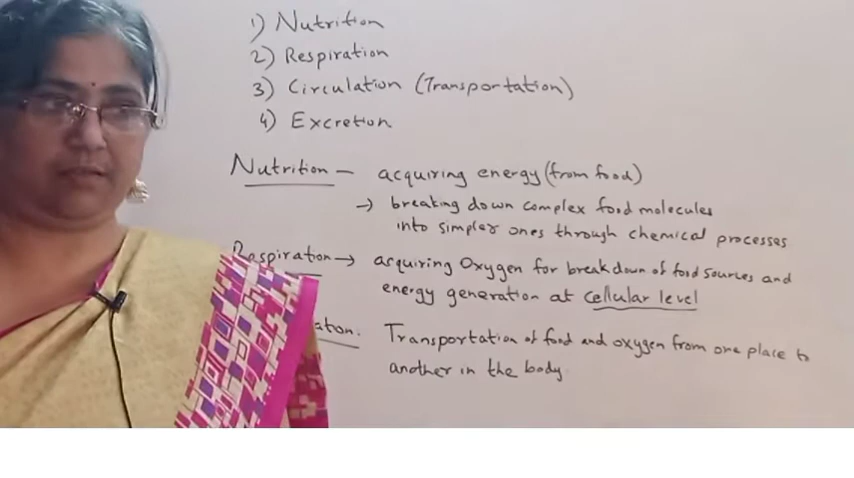 1) Nutrition
2) Respiration
3) Circulation (Transportation)
4) Excretion
Nutrition — acquiring energy (from food)
→ breaking down complex food molecules
into simpler ones through chemical processes
Respiration → acquiring Oxygen for breakdown of food sources and
energy generation at cellular level
ation. Transportation of food and oxygen from one place to
another in the body.